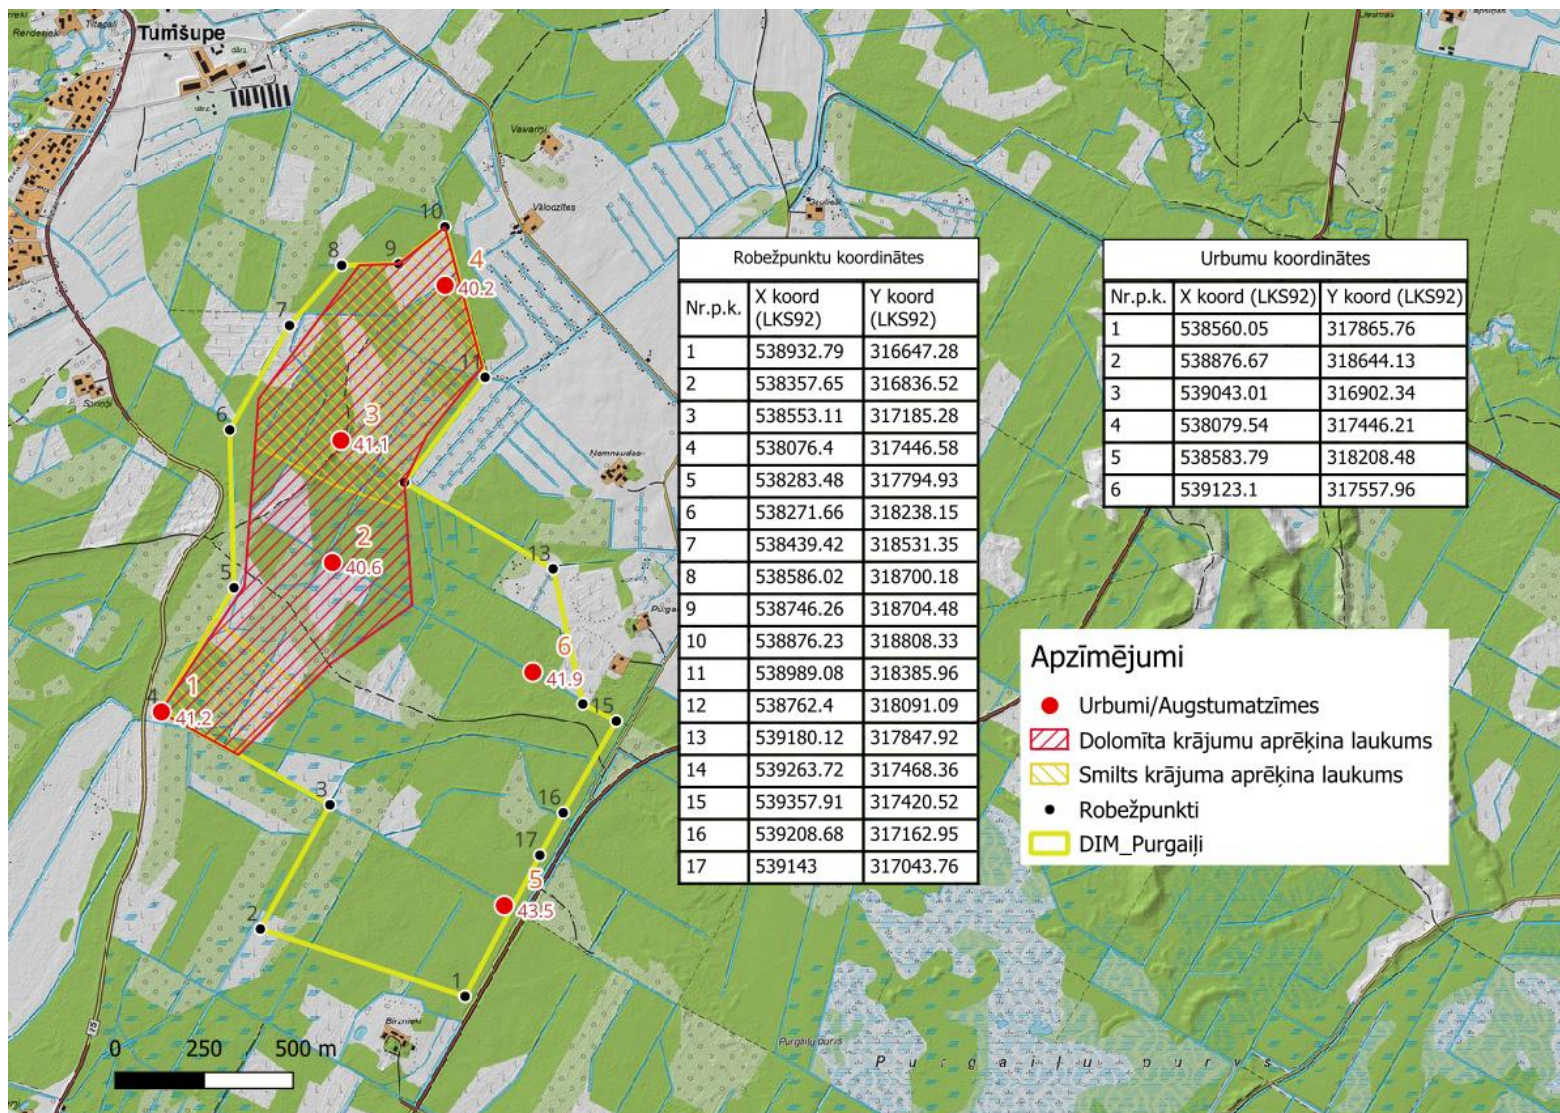 Tumšupe
dārz.
Vālodzītes
10
8
9
4
40.2
7
11
6
3
41.1
2
40.6
5
13
6
41.9
4
1
41.2
15
3
16
17
5
43.5
2
1
75
0 250 500 m
Purgaiļu purvs
Purgaiļu purvs
Robežpunktu koordinātes
Nr.p.k. X koord (LKS92) Y koord (LKS92)
1 538932.79 316647.28
2 538357.65 316836.52
3 538553.11 317185.28
4 538076.4 317446.58
5 538283.48 317794.93
6 538271.66 318238.15
7 538439.42 318531.35
8 538586.02 318700.18
9 538746.26 318704.48
10 538876.23 318808.33
11 538989.08 318385.96
12 538762.4 318091.09
13 539180.12 317847.92
14 539263.72 317468.36
15 539357.91 317420.52
16 539208.68 317162.95
17 539143 317043.76
Urbumu koordinātes
Nr.p.k. X koord (LKS92) Y koord (LKS92)
1 538560.05 317865.76
2 538876.67 318644.13
3 539043.01 316902.34
4 538079.54 317446.21
5 538583.79 318208.48
6 539123.1 317557.96
Apzīmējumi
Urbumi/Augstumatzīmes
Dolomīta krājumu aprēķina laukums
Smilts krājuma aprēķina laukums
Robežpunkti
DIM_Purgaiļi